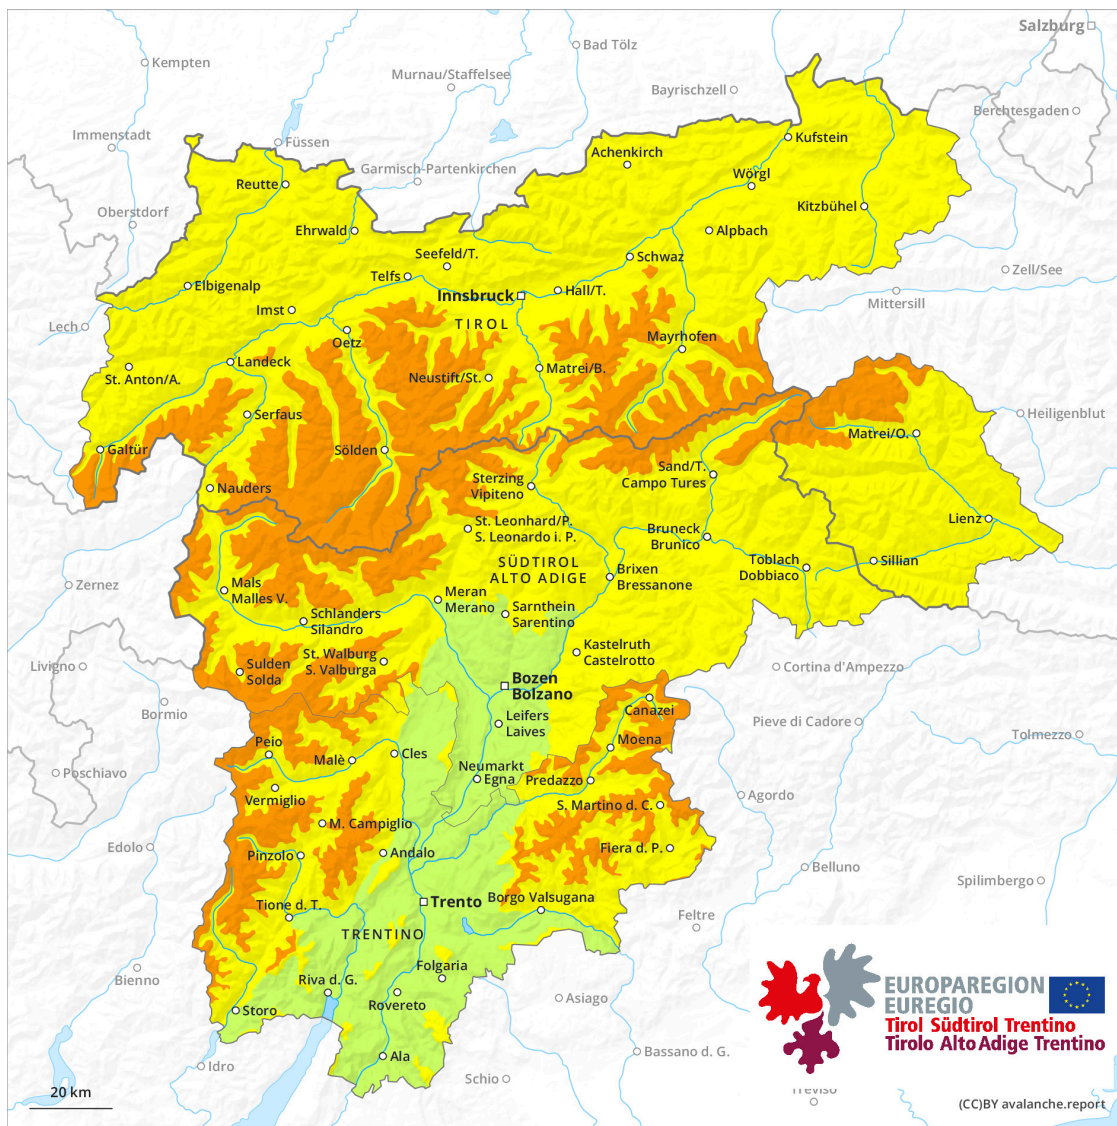 Salzburg
Bad Tölz
Kempten
Murnau/Staffelsee
Bayrischzell
Berchtesgaden
Immenstadt
Füssen
Kufstein
Achenkirch
Garmisch-Partenkirchen
Wörgl
Reutte
Oberstdorf
Kitzbühel
Ehrwald
Alpbach
Seefeld/T.
Schwaz
Zell/See
Telfs
Elbigenalp
Hall/T.
Innsbruck
Mittersill
Imst
Lech
TIROL
Oetz
Mayrhofen
Landeck
Matrei/B.
St. Anton/A.
Neustift/St.
Serfaus
Heiligenblut
Matrei/O.
Galtür
Sölden
Sand/T.
Campo Tures
Sterzing
Vipiteno
Nauders
Lienz
St. Leonhard/P.
S. Leonardo i. P.
Bruneck
Brunico
SÜDTIROL
ALTO ADIGE
Toblach
Dobbiaco
Sillian
Brixen
Bressanone
Zernez
Mals
Malles V.
Meran
Merano
Sarnthein
Sarentino
Schlanders
Silandro
Kastelruth
Castelrotto
St. Walburg
S. Valburga
Livigno
Sulden
Solda
Cortina d'Ampezzo
Bozen
Bolzano
Bormio
Canazei
Leifers
Laives
Pieve di Cadore
Tolmezzo
Peio
Moena
Cles
Malè
Poschiavo
Neumarkt
Egna
Predazzo
Vermiglio
Agordo
S. Martino d. C.
M. Campiglio
Edolo
Fiera d. P.
Pinzolo
Andalo
Belluno
Spilimbergo
Borgo Valsugana
Trento
Tione d. T.
Feltre
TRENTINO
Folgaria
Bienno
Riva d. G.
EUROPAREGION
EUREGIO
Tirol Südtirol Trentino
Tirolo Alto Adige Trentino
Asiago
Rovereto
Storo
Ala
Bassano d. G.
Idro
Schio
Treviso
20 km
(CC)BY avalanche.report